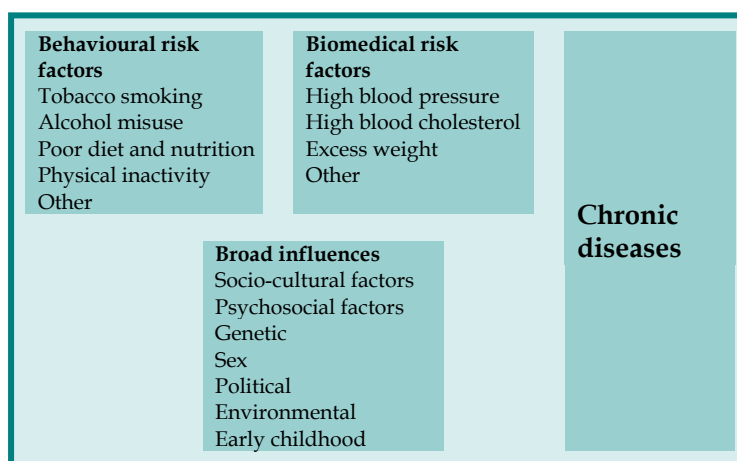 Behavioural risk
factors
Tobacco smoking
Alcohol misuse
Poor diet and nutrition
Physical inactivity
Other
Biomedical risk
factors
High blood pressure
High blood cholesterol
Excess weight
Other
Chronic
diseases
Broad influences
Socio-cultural factors
Psychosocial factors
Genetic
Sex
Political
Environmental
Early childhood